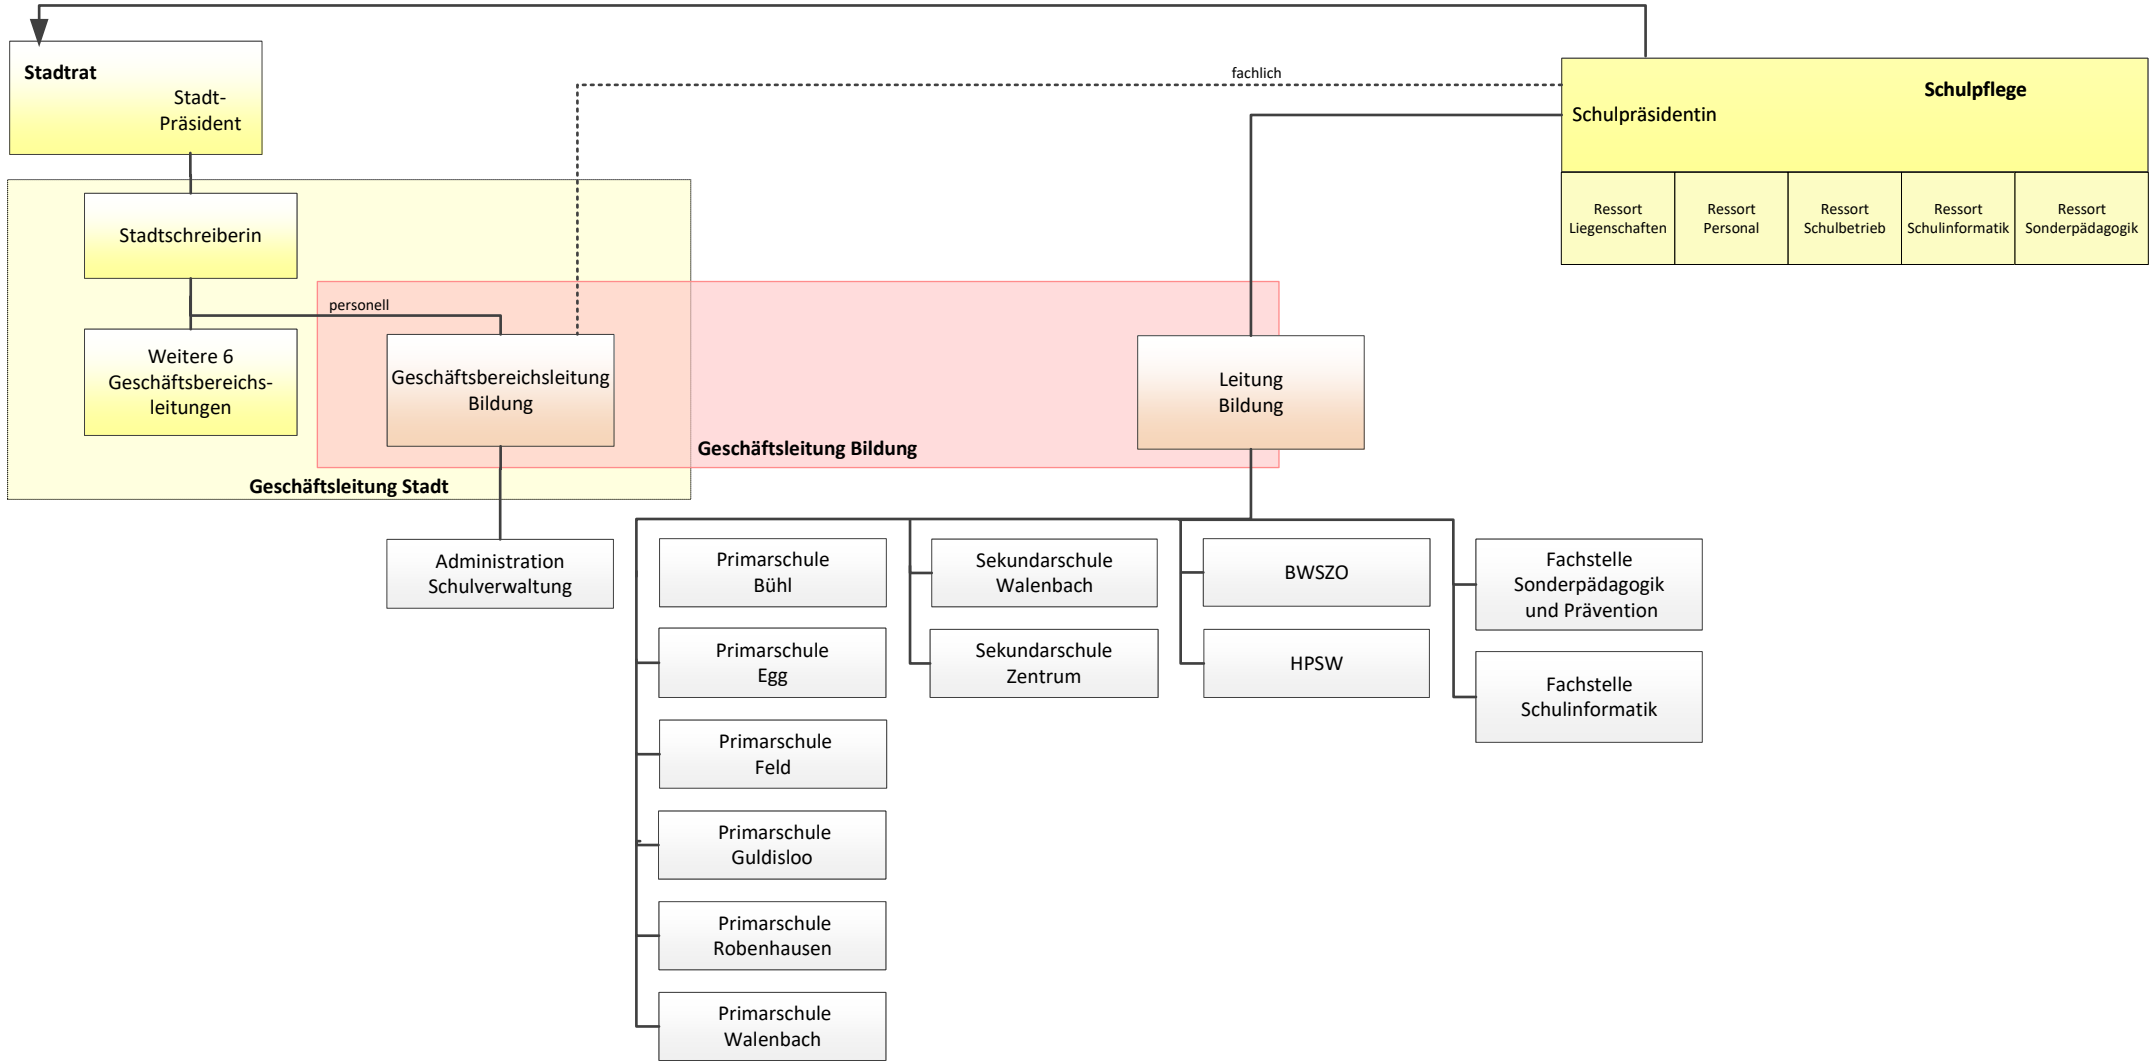 Stadtrat
Stadt-
Präsident
fachlich
Schulpflege
Schulpräsidentin
Ressort
Liegenschaften
Ressort
Personal
Ressort
Schulbetrieb
Ressort
Schulinformatik
Ressort
Sonderpädagogik
Stadtschreiberin
personell
Weitere 6
Geschäftsbereichs-
leitungen
Geschäftsbereichsleitung
Bildung
Leitung
Bildung
Geschäftsleitung Bildung
Geschäftsleitung Stadt
Administration
Schulverwaltung
Primarschule
Bühl
Primarschule
Egg
Primarschule
Feld
Primarschule
Guldisloo
Primarschule
Robenhausen
Primarschule
Walenbach
Sekundarschule
Walenbach
Sekundarschule
Zentrum
BWSZO
HPSW
Fachstelle
Sonderpädagogik
und Prävention
Fachstelle
Schulinformatik